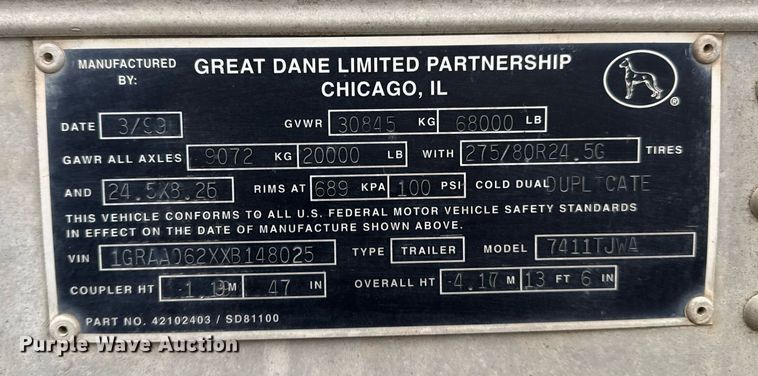 MANUFACTURED BY: GREAT DANE LIMITED PARTNERSHIP
CHICAGO, IL
®
DATE 3/99 GVWR 30845 KG 68000 LB
GAWR ALL AXLES 9072 KG 20000 LB WITH 275/80R24.5G TIRES
AND 24.5X8.25 RIMS AT 689 KPA 100 PSI COLD DUAL DUPLICATE
THIS VEHICLE CONFORMS TO ALL U.S. FEDERAL MOTOR VEHICLE SAFETY STANDARDS
IN EFFECT ON THE DATE OF MANUFACTURE SHOWN ABOVE.
VIN 1GRAA062XXB148025 TYPE TRAILER MODEL 7411TJWA
COUPLER HT 1.19 M 47 IN OVERALL HT 4.17 M 13 FT 6 IN
PART NO. 42102403 / SD81100
Purple Wave Auction